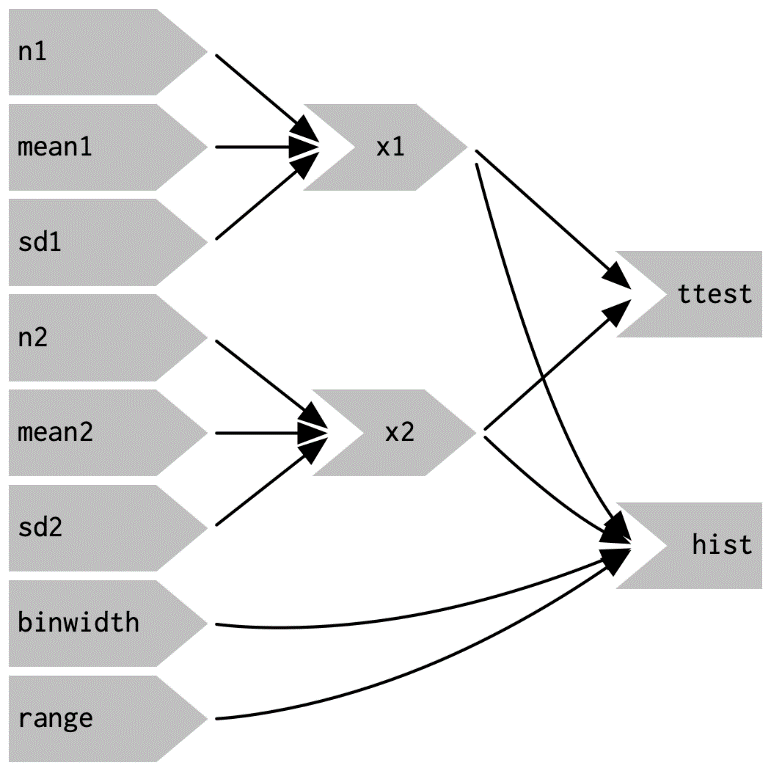 n1
mean1
sd1
n2
mean2
sd2
binwidth
range
x1
x2
ttest
hist